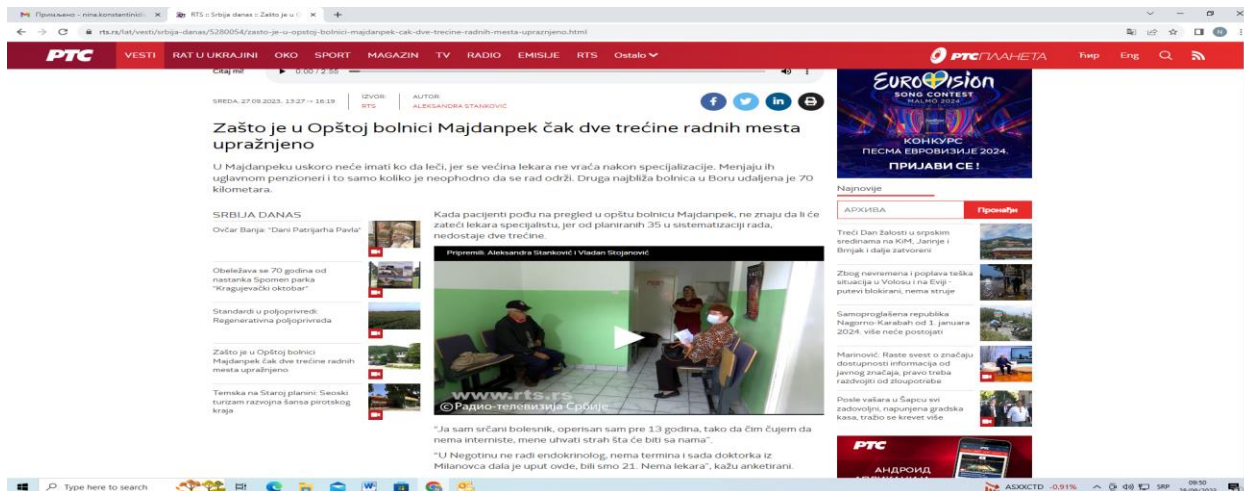 Примљено - nina.konstantinidi
RTS :: Srbija danas :: Zašto je u O
rts.rs/lat/vesti/srbija-danas/5280054/zasto-je-u-opstoj-bolnici-majdanpek-cak-dve-trecine-radnih-mesta-upraznjeno.html
РТС VESTI RAT U UKRAJINI OKO SPORT MAGAZIN TV RADIO EMISIJE RTS Ostalo РТС ПЛАНЕТА Ћир Eng
Čitaj mi!
0:00 / 2:55
SREDA, 27.09.2023, 13:27 -> 16:19
IZVOR:
RTS
AUTOR:
ALEKSANDRA STANKOVIĆ
Zašto je u Opštoj bolnici Majdanpek čak dve trećine radnih mesta
upražnjeno
U Majdanpeku uskoro neće imati ko da leči, jer se većina lekara ne vraća nakon specijalizacije. Menjaju ih
uglavnom penzioneri i to samo koliko je neophodno da se rad održi. Druga najbliža bolnica u Boru udaljena je 70
kilometara.
SRBIJA DANAS
Ovčar Banja: "Dani Patrijarha Pavla"
Obeležava se 70 godina od
nastanka Spomen parka
"Kragujevački oktobar"
Standardi u poljoprivredi:
Regenerativna poljoprivreda
Zašto je u Opštoj bolnici
Majdanpek čak dve trećine radnih
mesta upražnjeno
Temska na Staroj planini: Seoski
turizam razvojna šansa pirotskog
kraja
Kada pacijenti pođu na pregled u opštu bolnicu Majdanpek, ne znaju da li će
zateći lekara specijalistu, jer od planiranih 35 u sistematizaciji rada,
nedostaje dve trećine.
Pripremili: Aleksandra Stanković i Vladan Stojanović
www.rts.rs
©Радио-телевизија Србије
"Ja sam srčani bolesnik, operisan sam pre 13 godina, tako da čim čujem da
nema interniste, mene uhvati strah šta će biti sa nama".
"U Negotinu ne radi endokrinolog, nema termina i sada doktorka iz
Milanovca dala je uput ovde, bili smo 21. Nema lekara", kažu anketirani.
EUROVISION
SONG CONTEST
MALMÖ 2024
КОНКУРС
ПЕСМА ЕВРОВИЗИЈЕ 2024.
ПРИЈАВИ СЕ !
Najnovije
АРХИВА
Пронађи
Treći Dan žalosti u srpskim
sredinama na KiM, Jarinje i
Brnjak i dalje zatvoreni
Zbog nevremena i poplava teška
situacija u Volosu i na Eviji -
putevi blokirani, nema struje
Samoproglašena republika
Nagorno-Karabah od 1. januara
2024. više neće postojati
Marinović: Raste svest o značaju
dostupnosti informacija od
javnog značaja, pravo treba
razdvojiti od zloupotrebe
Posle vašara u Šapcu svi
zadovoljni, napunjena gradska
kasa, tražio se krevet više
РТС
АНДРОИД
Type here to search
ASXXCTD -0.91%
SRP
09:50